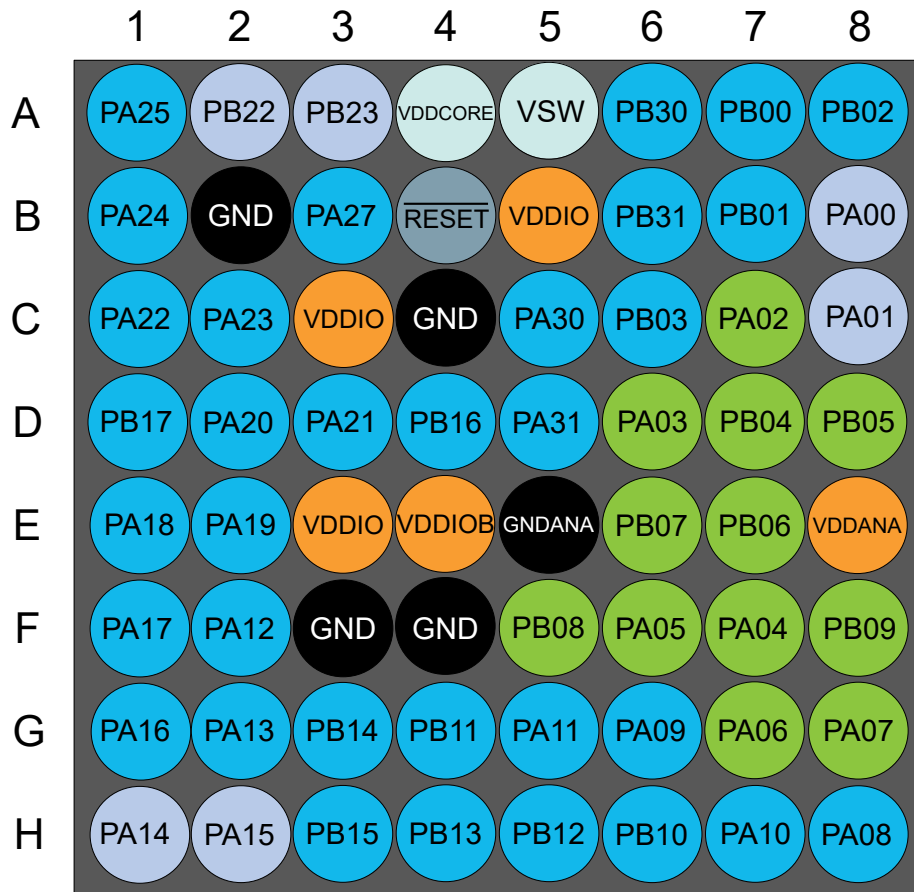 1 2 3 4 5 6 7 8
A PA25 PB22 PB23 VDDCORE VSW PB30 PB00 PB02
B PA24 GND PA27 RESET VDDIO PB31 PB01 PA00
C PA22 PA23 VDDIO GND PA30 PB03 PA02 PA01
D PB17 PA20 PA21 PB16 PA31 PA03 PB04 PB05
E PA18 PA19 VDDIO VDDIOB GNDANA PB07 PB06 VDDANA
F PA17 PA12 GND GND PB08 PA05 PA04 PB09
G PA16 PA13 PB14 PB11 PA11 PA09 PA06 PA07
H PA14 PA15 PB15 PB13 PB12 PB10 PA10 PA08